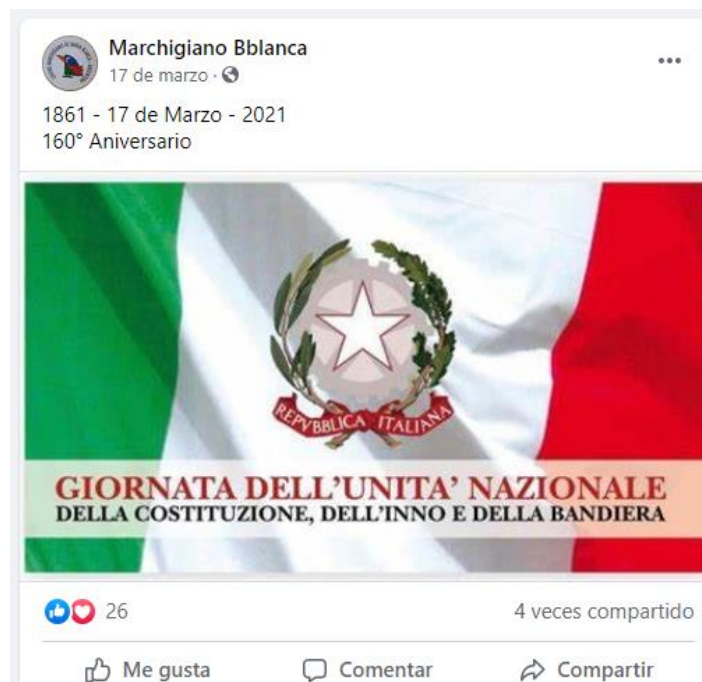 Marchigiano Bblanca
17 de marzo ·
1861 - 17 de Marzo - 2021
160° Aniversario
REPVBBLICA ITALIANA
GIORNATA DELL'UNITA' NAZIONALE
DELLA COSTITUZIONE, DELL'INNO E DELLA BANDIERA
26
4 veces compartido
Me gusta
Comentar
Compartir